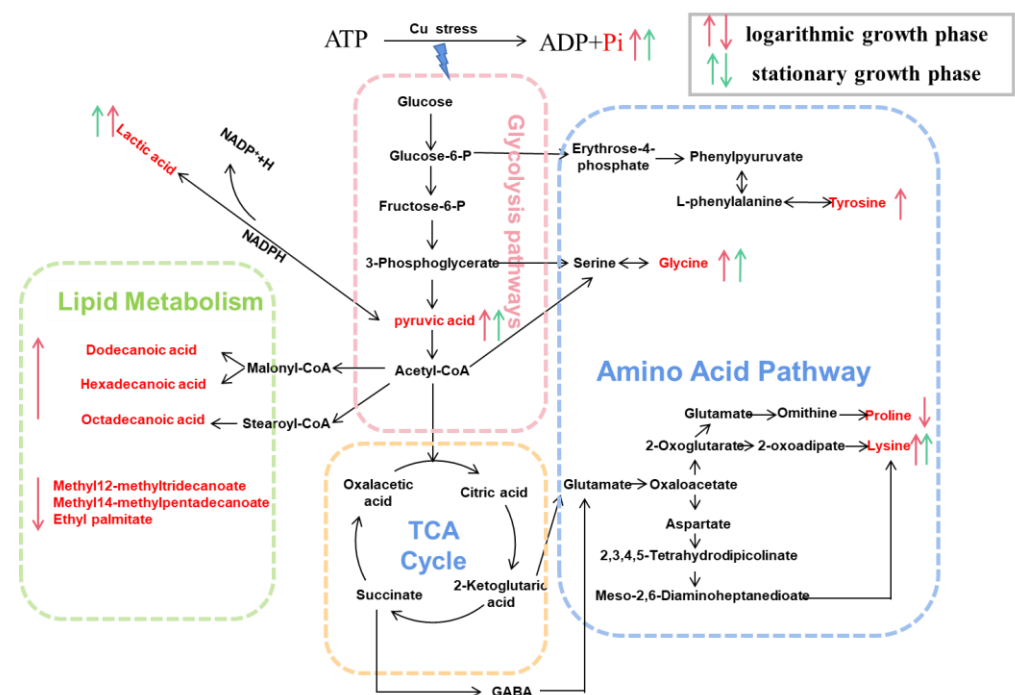 Cu stress
ATP
ADP+Pi
logarithmic growth phase
stationary growth phase
Glycolysis pathways
Glucose
Glucose-6-P
Fructose-6-P
3-Phosphoglycerate
pyruvic acid
Acetyl-CoA
Lactic acid
NADP⁺+H
NADPH
Lipid Metabolism
Dodecanoic acid
Hexadecanoic acid
Octadecanoic acid
Malonyl-CoA
Stearoyl-CoA
Methyl12-methyltridecanoate
Methyl14-methylpentadecanoate
Ethyl palmitate
TCA
Cycle
Oxalacetic
acid
Citric acid
2-Ketoglutaric
acid
Succinate
GABA
Erythrose-4-
phosphate
Phenylpyuruvate
L-phenylalanine
Tyrosine
Serine
Glycine
Amino Acid Pathway
Glutamate
Omithine
Proline
2-Oxoglutarate
2-oxoadipate
Lysine
Glutamate
Oxaloacetate
Aspartate
2,3,4,5-Tetrahydrodipicolinate
Meso-2,6-Diaminoheptanedioate